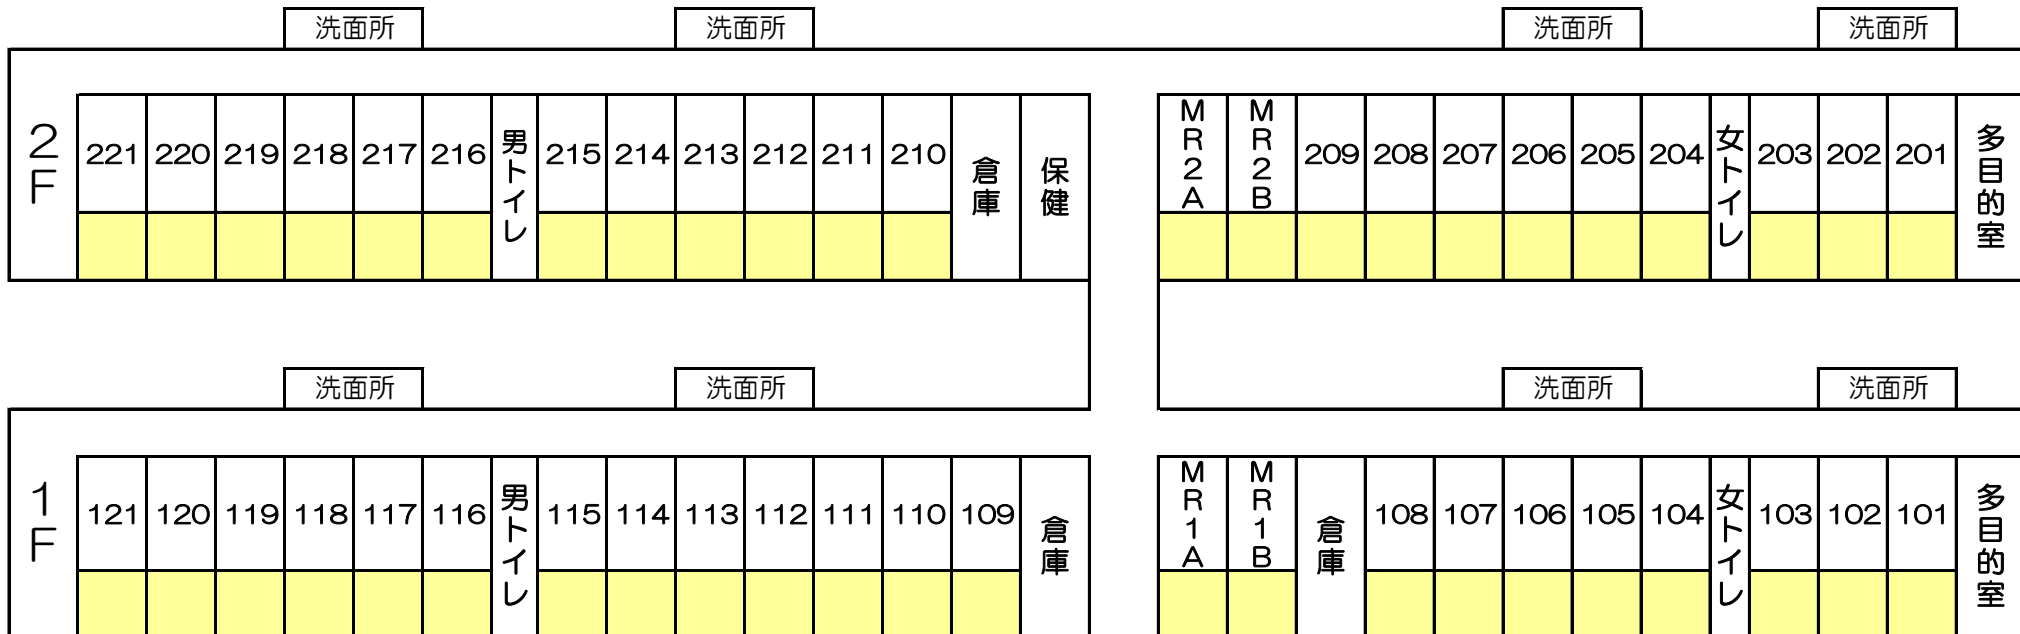 洗面所 洗面所 洗面所 洗面所
2F 221 220 219 218 217 216 男トイレ 215 214 213 212 211 210 倉庫 保健 MR2A MR2B 209 208 207 206 205 204 女トイレ 203 202 201 多目的室
洗面所 洗面所 洗面所 洗面所
1F 121 120 119 118 117 116 男トイレ 115 114 113 112 111 110 109 倉庫 MR1A MR1B 倉庫 108 107 106 105 104 女トイレ 103 102 101 多目的室